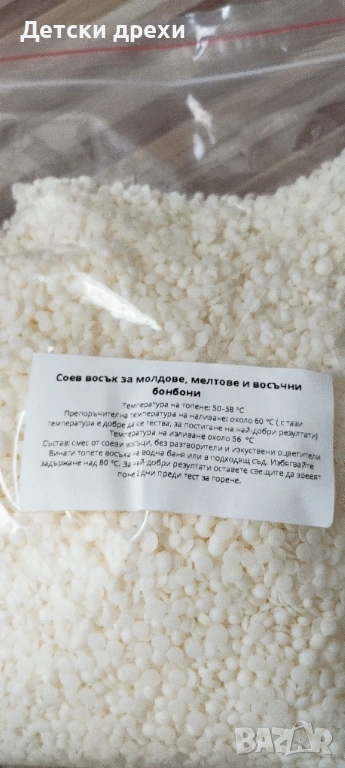 Детски дрехи
Соев восък за молдове, мелтове и восъчни
бонбони
Температура на топене: 50-58 °C
Препоръчителна температура на наливане: около 60 °C ( с тази
температура е добре да се тества, за постигане на най-добри резултати)
Температура на изливане около 56 °C
Състав: смес от соеви восъци, без разтворители и изкуствени оцветители
Винаги топете восъка на водна баня или в подходящ съд. Избягвайте
задържане над 80 °C. За най-добри резултати оставете свещите да зреят
поне дни преди тест за горене.
BAZAR